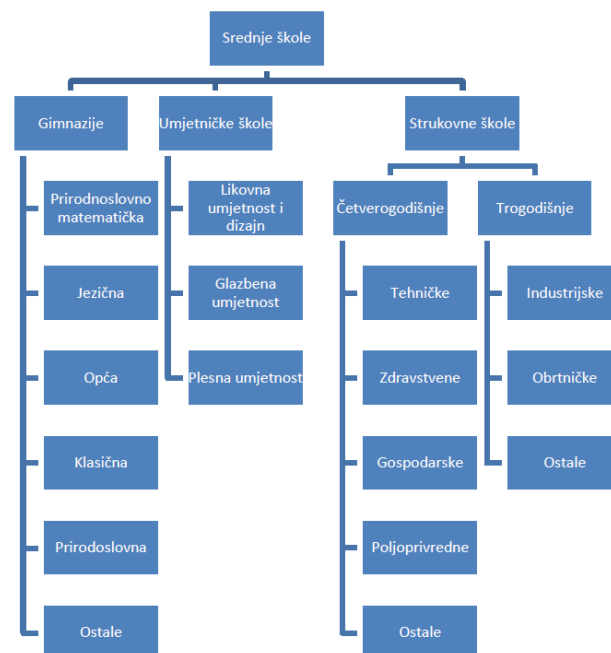 Srednje škole
Gimnazije
Umjetničke škole
Strukovne škole
Prirodnoslovno
matematička
Jezična
Opća
Klasična
Prirodoslovna
Ostale
Likovna
umjetnost i
dizajn
Glazbena
umjetnost
Plesna umjetnost
Četverogodišnje
Trogodišnje
Tehničke
Zdravstvene
Gospodarske
Poljoprivredne
Ostale
Industrijske
Obrtničke
Ostale